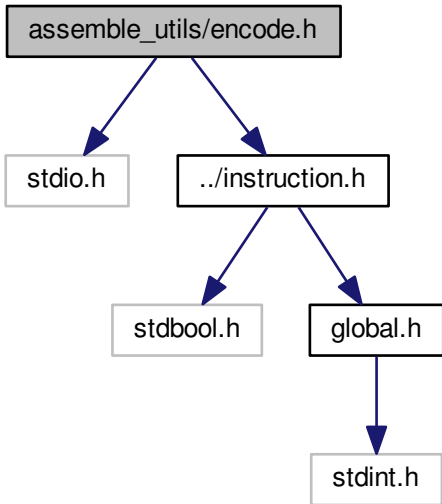 assemble_utils/encode.h
stdio.h
../instruction.h
stdbool.h
global.h
stdint.h